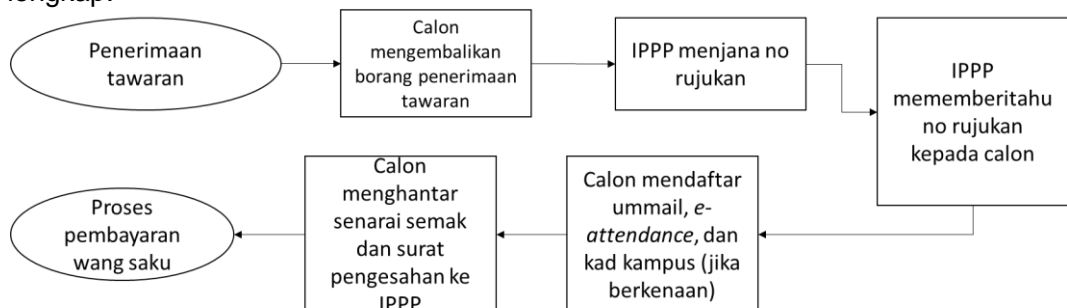 lengkap.
Penerimaan
tawaran
Calon
mengembalikan
borang penerimaan
tawaran
IPPP menjana no
rujukan
IPPP
mememberitahu
no rujukan
kepada calon
Calon mendaftar
ummail, e-
attendance, dan
kad kampus (jika
berkenaan)
Calon
menghantar
senarai semak
dan surat
pengesahan ke
IPPP
Proses
pembayaran
wang saku